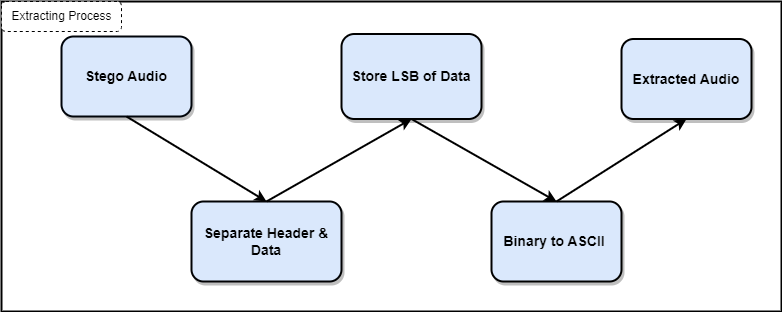 Extracting Process
Stego Audio
Separate Header &
Data
Store LSB of Data
Binary to ASCII
Extracted Audio